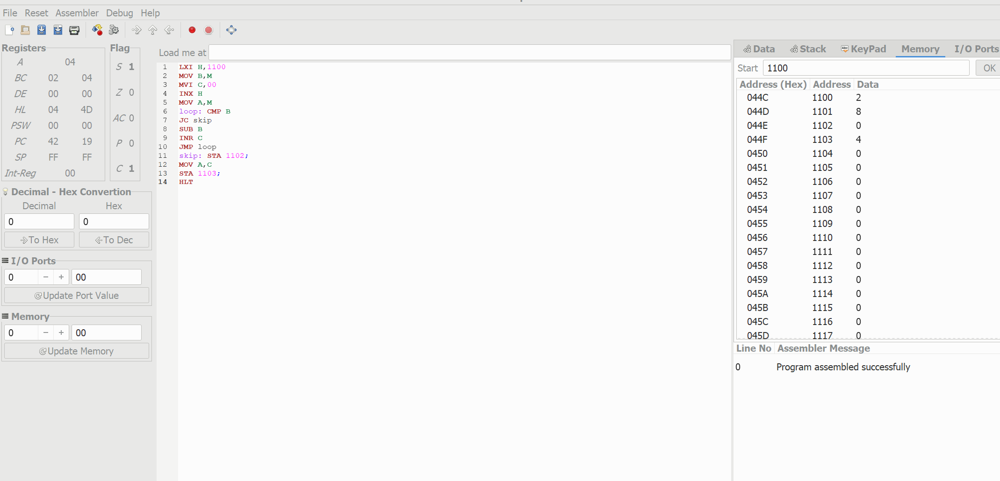 File Reset Assembler Debug Help
Registers
A 04
BC 02 04
DE 00 00
HL 04 4D
PSW 00 00
PC 42 19
SP FF FF
Int-Reg 00
Flag
S 1
Z 0
AC 0
P 0
C 1
Decimal - Hex Convertion
Decimal Hex
0 0
To Hex To Dec
I/O Ports
0 − + 00
Update Port Value
Memory
0 − + 00
Update Memory
Load me at
1 LXI H,1100
2 MOV B,M
3 MVI C,00
4 INX H
5 MOV A,M
6 loop: CMP B
7 JC skip
8 SUB B
9 INR C
10 JMP loop
11 skip: STA 1102;
12 MOV A,C
13 STA 1103;
14 HLT
Data Stack Abc KeyPad Memory I/O Ports
Start 1100 OK
Address (Hex) Address Data
044C 1100 2
044D 1101 8
044E 1102 0
044F 1103 4
0450 1104 0
0451 1105 0
0452 1106 0
0453 1107 0
0454 1108 0
0455 1109 0
0456 1110 0
0457 1111 0
0458 1112 0
0459 1113 0
045A 1114 0
045B 1115 0
045C 1116 0
045D 1117 0
Line No Assembler Message
0 Program assembled successfully